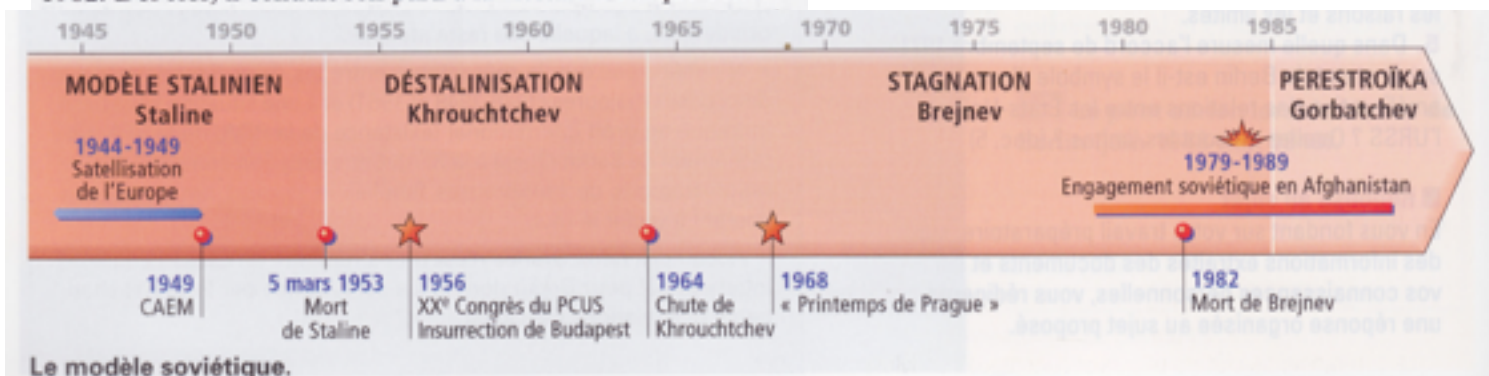 1945 1950 1955 1960 1965 1970 1975 1980 1985
MODÈLE STALINIEN
Staline
DÉSTALINISATION
Khrouchtchev
STAGNATION
Brejnev
PERESTROÏKA
Gorbatchev
1944-1949
Satellisation
de l'Europe
1979-1989
Engagement soviétique en Afghanistan
1949
CAEM
5 mars 1953
Mort
de Staline
1956
XXe Congrès du PCUS
Insurrection de Budapest
1964
Chute de
Khrouchtchev
1968
« Printemps de Prague »
1982
Mort de Brejnev
Le modèle soviétique.